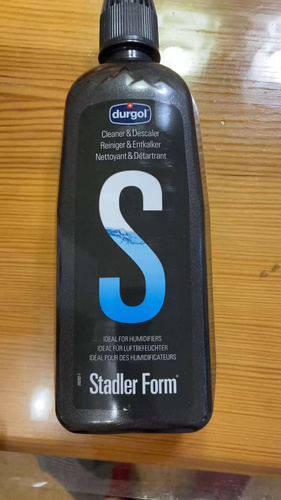 durgol®
Cleaner & Descaler
Reiniger & Entkalker
Nettoyant & Détartrant
S
IDEAL FOR HUMIDIFIERS
IDEAL FÜR LUFTBEFEUCHTER
IDÉAL POUR DES HUMIDIFICATEURS
Stadler Form®